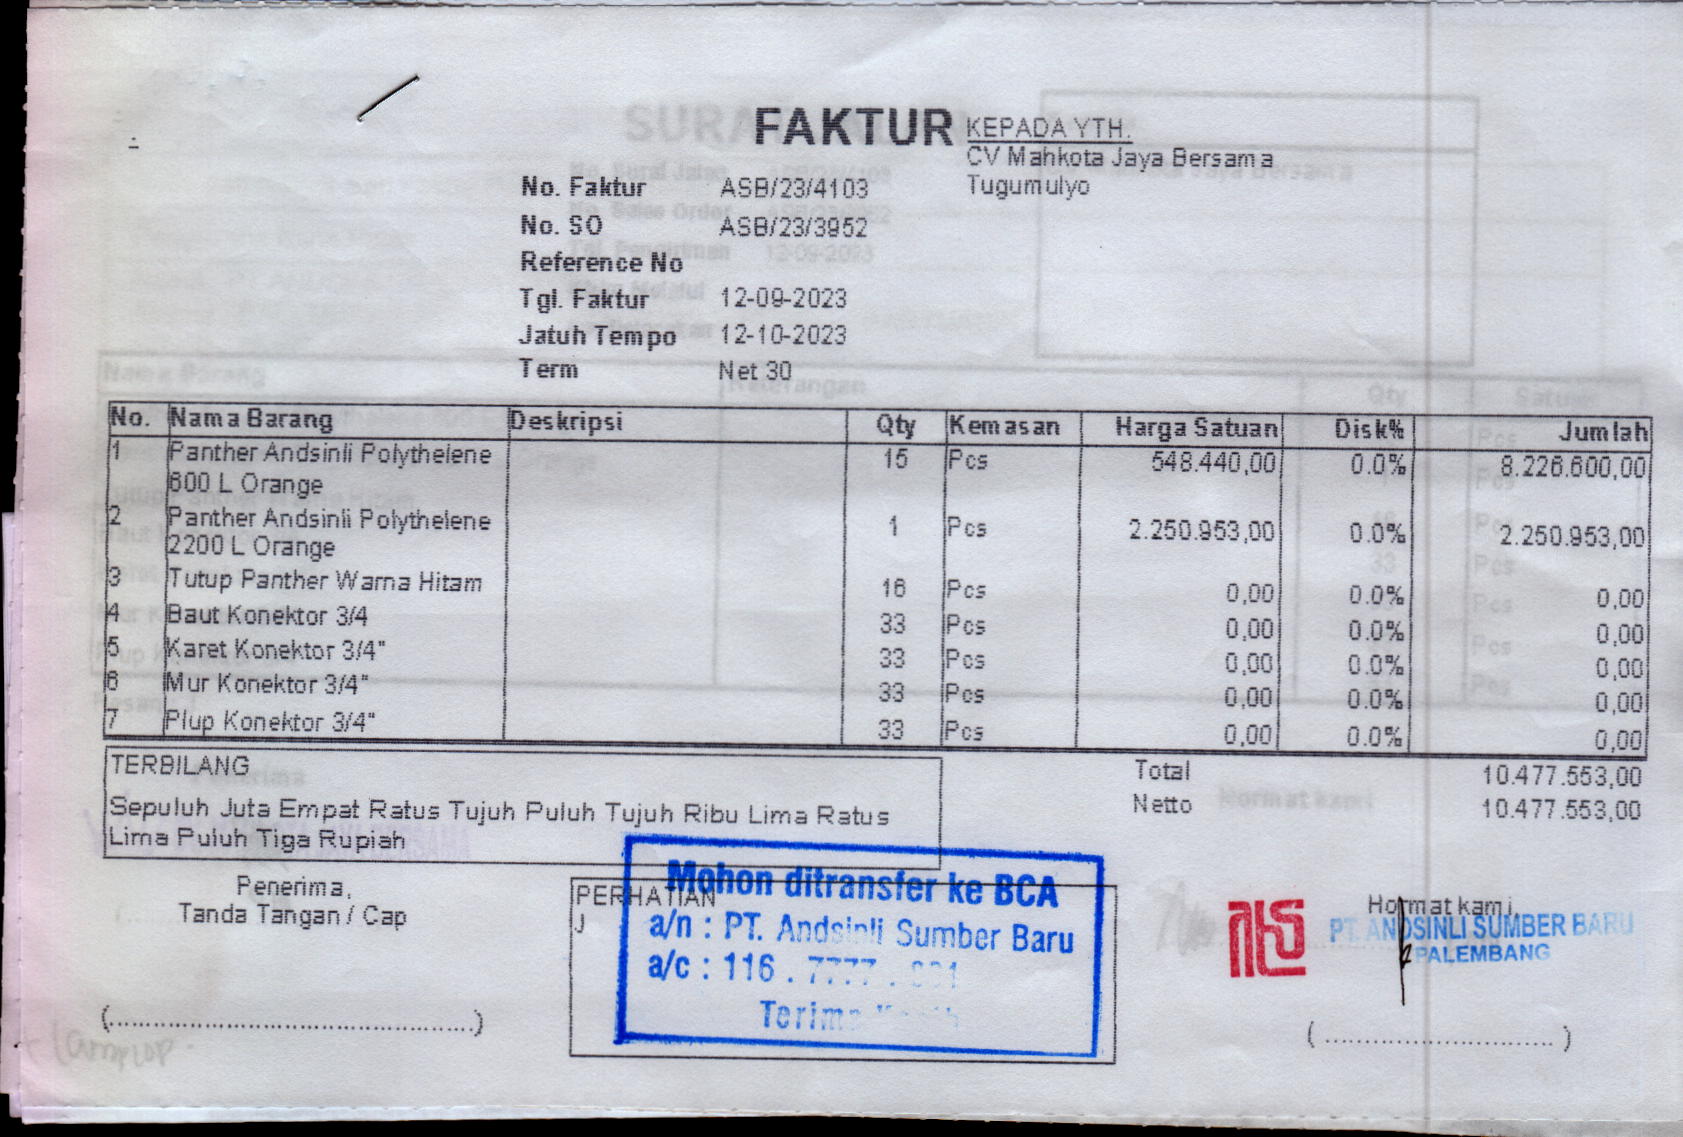 FAKTUR
KEPADA YTH.
CV Mahkota Jaya Bersama
Tugumulyo
No. Faktur ASB/23/4103
No. SO ASB/23/3952
Reference No
Tgl. Faktur 12-09-2023
Jatuh Tempo 12-10-2023
Term Net 30
No. Nama Barang Deskripsi Qty Kemasan Harga Satuan Disk% Jumlah
1 Panther Andsinli Polythelene 15 Pcs 548.440,00 0.0% 8.226.600,00
600 L Orange
2 Panther Andsinli Polythelene 1 Pcs 2.250.953,00 0.0% 2.250.953,00
2200 L Orange
3 Tutup Panther Warna Hitam 16 Pcs 0,00 0.0% 0,00
4 Baut Konektor 3/4 33 Pcs 0,00 0.0% 0,00
5 Karet Konektor 3/4" 33 Pcs 0,00 0.0% 0,00
6 Mur Konektor 3/4" 33 Pcs 0,00 0.0% 0,00
7 Plup Konektor 3/4" 33 Pcs 0,00 0.0% 0,00
TERBILANG
Sepuluh Juta Empat Ratus Tujuh Puluh Tujuh Ribu Lima Ratus
Lima Puluh Tiga Rupiah
Total 10.477.553,00
Netto 10.477.553,00
Penerima,
Tanda Tangan / Cap
PERHATIAN
J
Mohon ditransfer ke BCA
a/n : PT. Andsinli Sumber Baru
a/c : 116 . 7777 .
Terima
Hormat kami,
PT. ANDSINLI SUMBER BARU
PALEMBANG